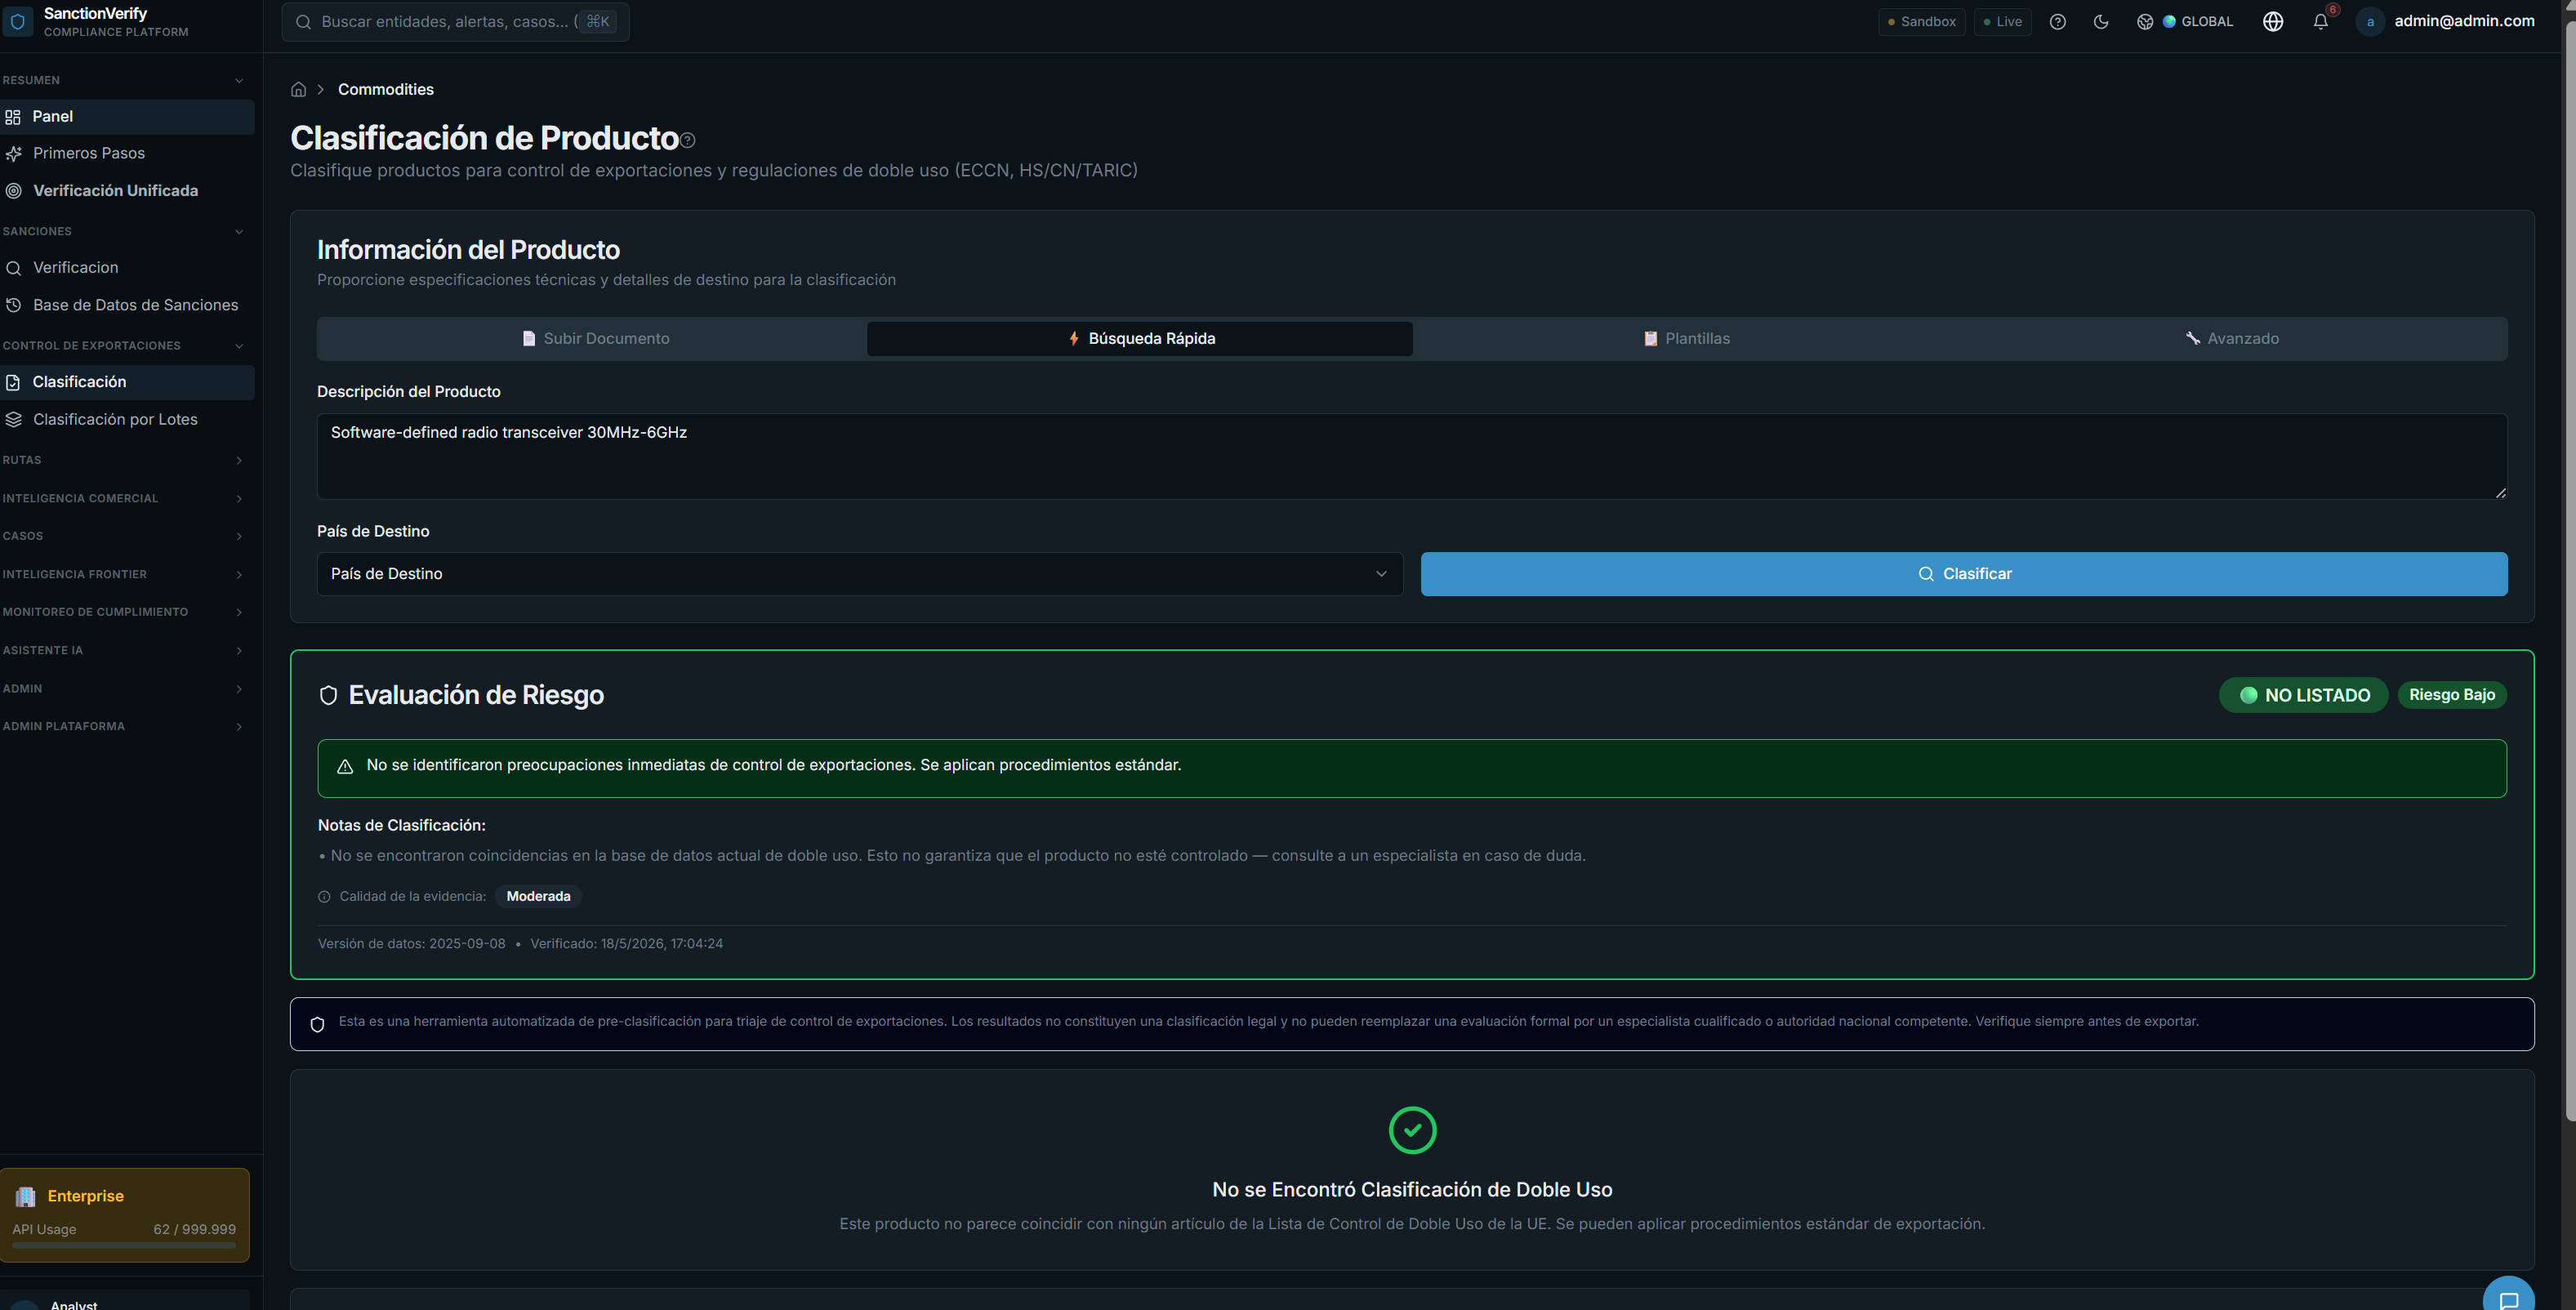 SanctionVerify
COMPLIANCE PLATFORM
Buscar entidades, alertas, casos... ( ⌘K
Sandbox
Live
GLOBAL
6
a
admin@admin.com
RESUMEN
Panel
Primeros Pasos
Verificación Unificada
SANCIONES
Verificacion
Base de Datos de Sanciones
CONTROL DE EXPORTACIONES
Clasificación
Clasificación por Lotes
RUTAS
INTELIGENCIA COMERCIAL
CASOS
INTELIGENCIA FRONTIER
MONITOREO DE CUMPLIMIENTO
ASISTENTE IA
ADMIN
ADMIN PLATAFORMA
Enterprise
API Usage 62 / 999.999
Analyst
Commodities
Clasificación de Producto
Clasifique productos para control de exportaciones y regulaciones de doble uso (ECCN, HS/CN/TARIC)
Información del Producto
Proporcione especificaciones técnicas y detalles de destino para la clasificación
Subir Documento
Búsqueda Rápida
Plantillas
Avanzado
Descripción del Producto
Software-defined radio transceiver 30MHz-6GHz
País de Destino
País de Destino
Clasificar
Evaluación de Riesgo
NO LISTADO
Riesgo Bajo
No se identificaron preocupaciones inmediatas de control de exportaciones. Se aplican procedimientos estándar.
Notas de Clasificación:
• No se encontraron coincidencias en la base de datos actual de doble uso. Esto no garantiza que el producto no esté controlado — consulte a un especialista en caso de duda.
Calidad de la evidencia: Moderada
Versión de datos: 2025-09-08 • Verificado: 18/5/2026, 17:04:24
Esta es una herramienta automatizada de pre-clasificación para triaje de control de exportaciones. Los resultados no constituyen una clasificación legal y no pueden reemplazar una evaluación formal por un especialista cualificado o autoridad nacional competente. Verifique siempre antes de exportar.
No se Encontró Clasificación de Doble Uso
Este producto no parece coincidir con ningún artículo de la Lista de Control de Doble Uso de la UE. Se pueden aplicar procedimientos estándar de exportación.